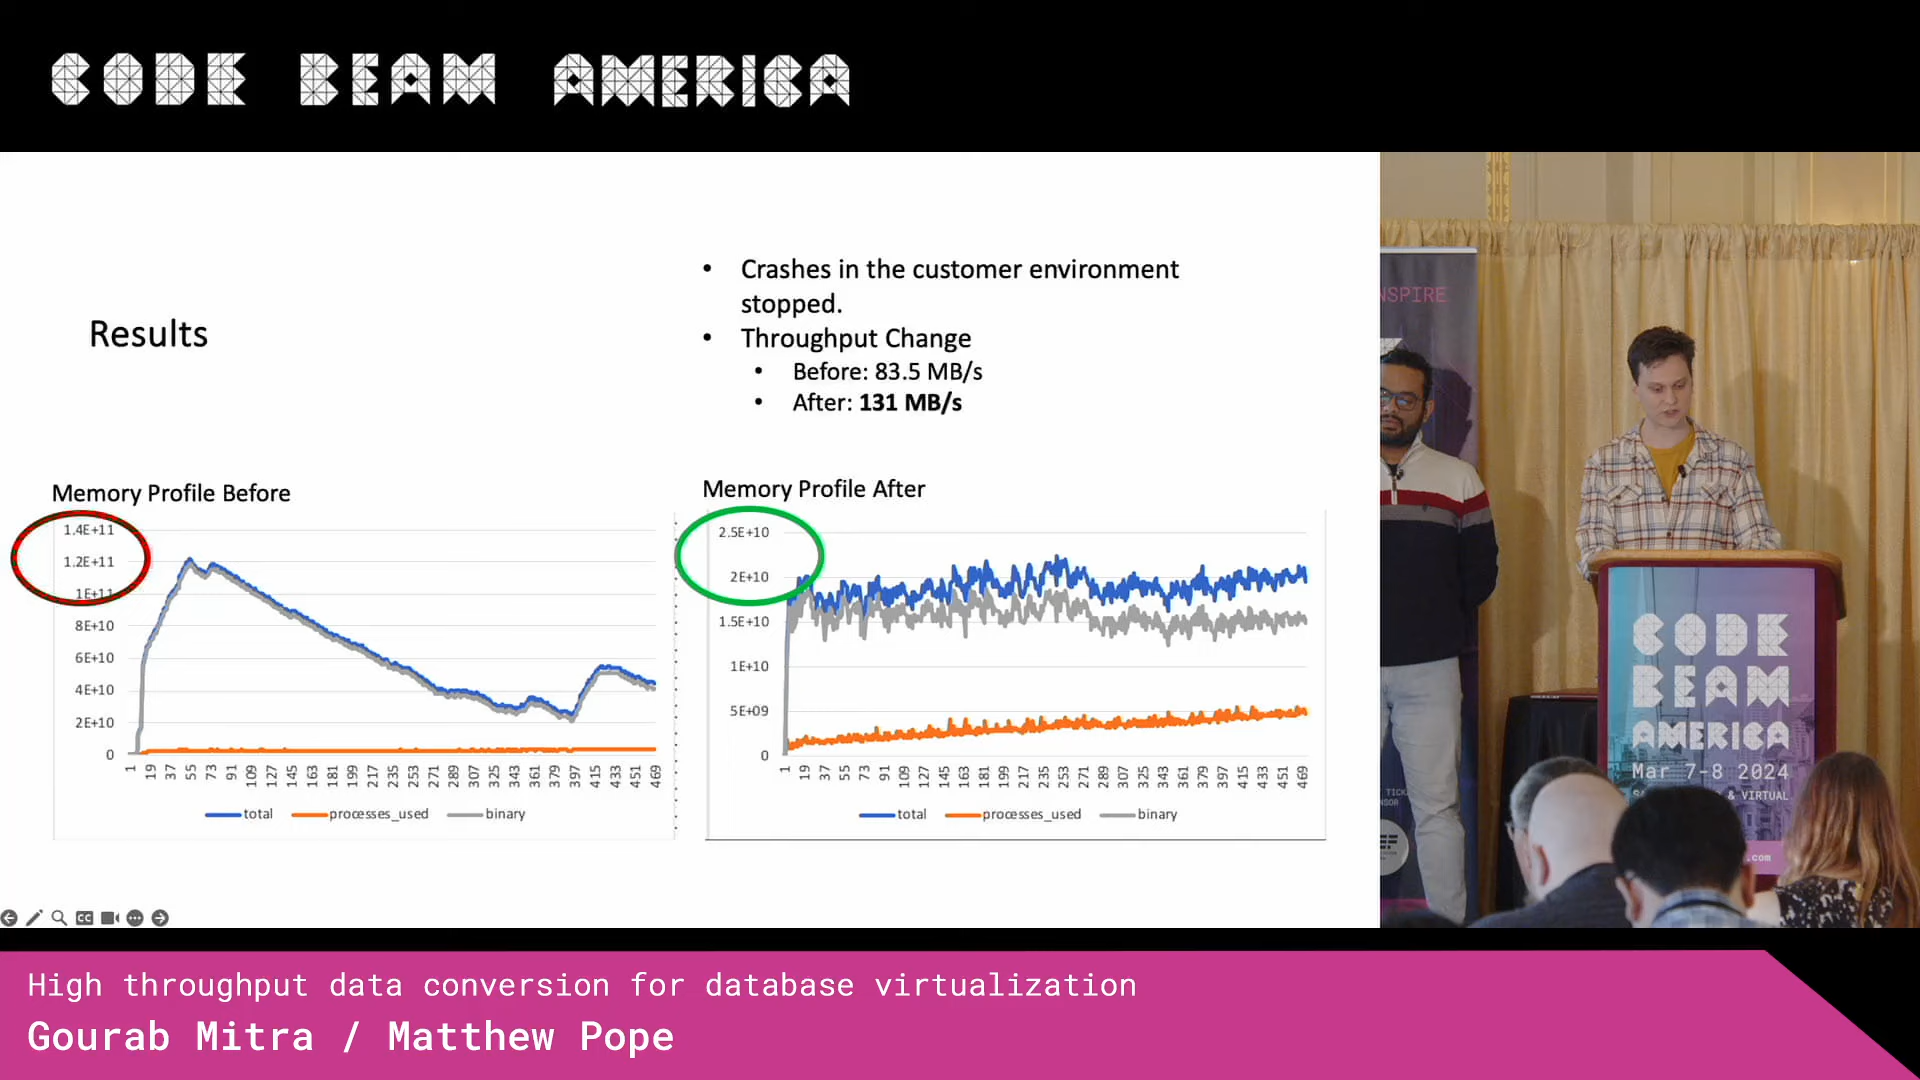 CODE BEAM AMERICA
Results
• Crashes in the customer environment
stopped.
• Throughput Change
• Before: 83.5 MB/s
• After: 131 MB/s
Memory Profile Before
1.4E+11
1.2E+11
1E+11
8E+10
6E+10
4E+10
2E+10
0
1 19 37 55 73 91 109 127 145 163 181 199 217 235 253 271 289 307 325 343 361 379 397 415 433 451 469
total processes_used binary
Memory Profile After
2.5E+10
2E+10
1.5E+10
1E+10
5E+09
0
1 19 37 55 73 91 109 127 145 163 181 199 217 235 253 271 289 307 325 343 361 379 397 415 433 451 469
total processes_used binary
CC
NSPIRE
CODE
BEAM
AMERICA
Mar 7-8 2024
& VIRTUAL
.com
High throughput data conversion for database virtualization
Gourab Mitra / Matthew Pope